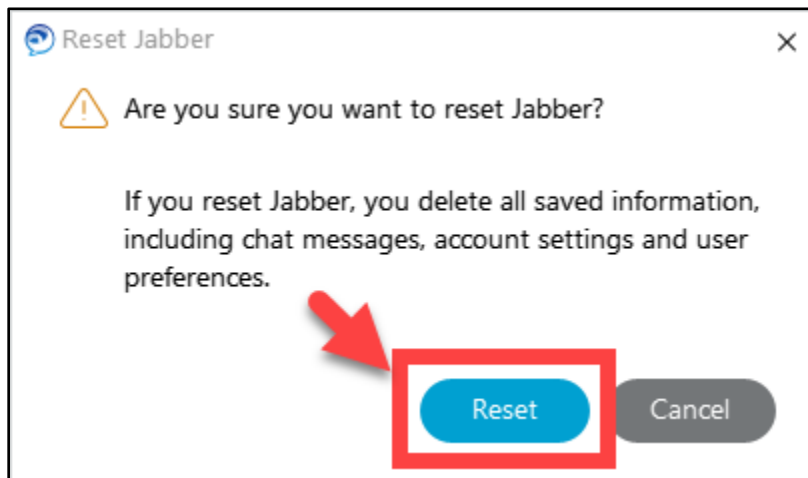 Reset Jabber
Are you sure you want to reset Jabber?
If you reset Jabber, you delete all saved information,
including chat messages, account settings and user
preferences.
Reset
Cancel